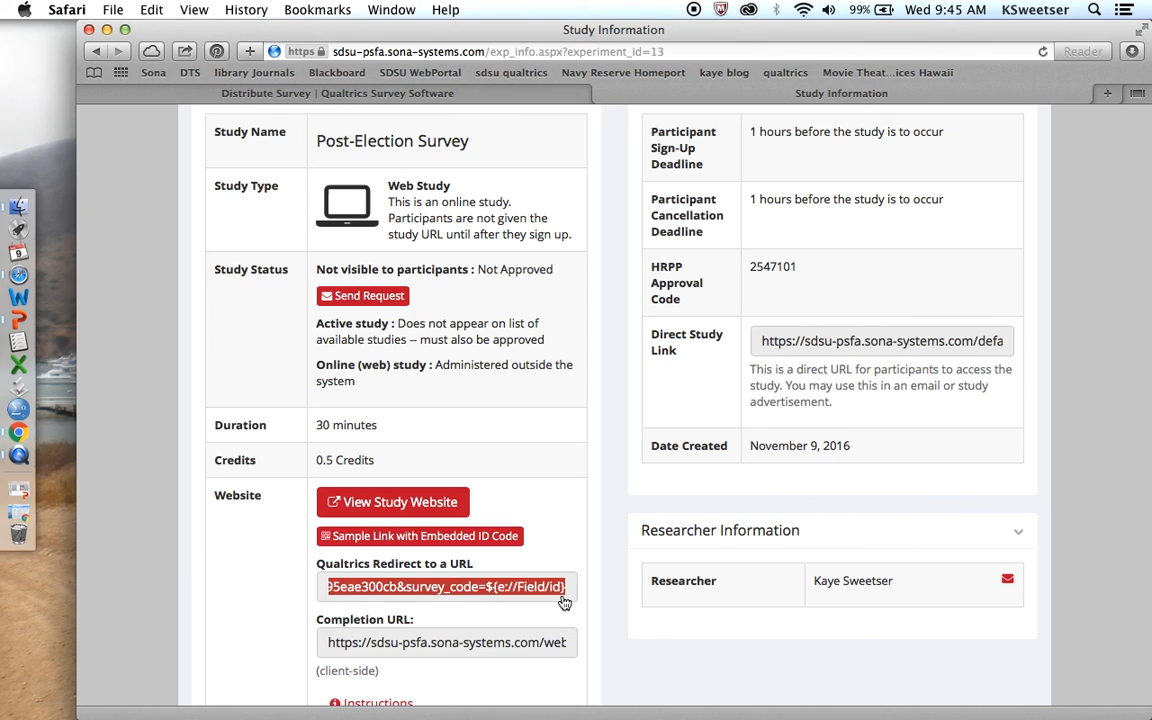 Safari File Edit View History Bookmarks Window Help 99% Wed 9:45 AM KSweetser
Study Information
https sdsu-psfa.sona-systems.com/exp_info.aspx?experiment_id=13 Reader
Sona DTS library Journals Blackboard SDSU WebPortal sdsu qualtrics Navy Reserve Homeport kaye blog qualtrics Movie Theat...ices Hawaii
Distribute Survey | Qualtrics Survey Software Study Information
Study Name
Post-Election Survey
Study Type
Web Study
This is an online study.
Participants are not given the
study URL until after they sign up.
Study Status
Not visible to participants : Not Approved
Send Request
Active study : Does not appear on list of
available studies -- must also be approved
Online (web) study : Administered outside the
system
Duration
30 minutes
Credits
0.5 Credits
Website
View Study Website
Sample Link with Embedded ID Code
Qualtrics Redirect to a URL
95eae300cb&survey_code=${e://Field/id}
Completion URL:
https://sdsu-psfa.sona-systems.com/web
(client-side)
Instructions
Participant
Sign-Up
Deadline
1 hours before the study is to occur
Participant
Cancellation
Deadline
1 hours before the study is to occur
HRPP
Approval
Code
2547101
Direct Study
Link
https://sdsu-psfa.sona-systems.com/defa
This is a direct URL for participants to access the
study. You may use this in an email or study
advertisement.
Date Created
November 9, 2016
Researcher Information
Researcher
Kaye Sweetser